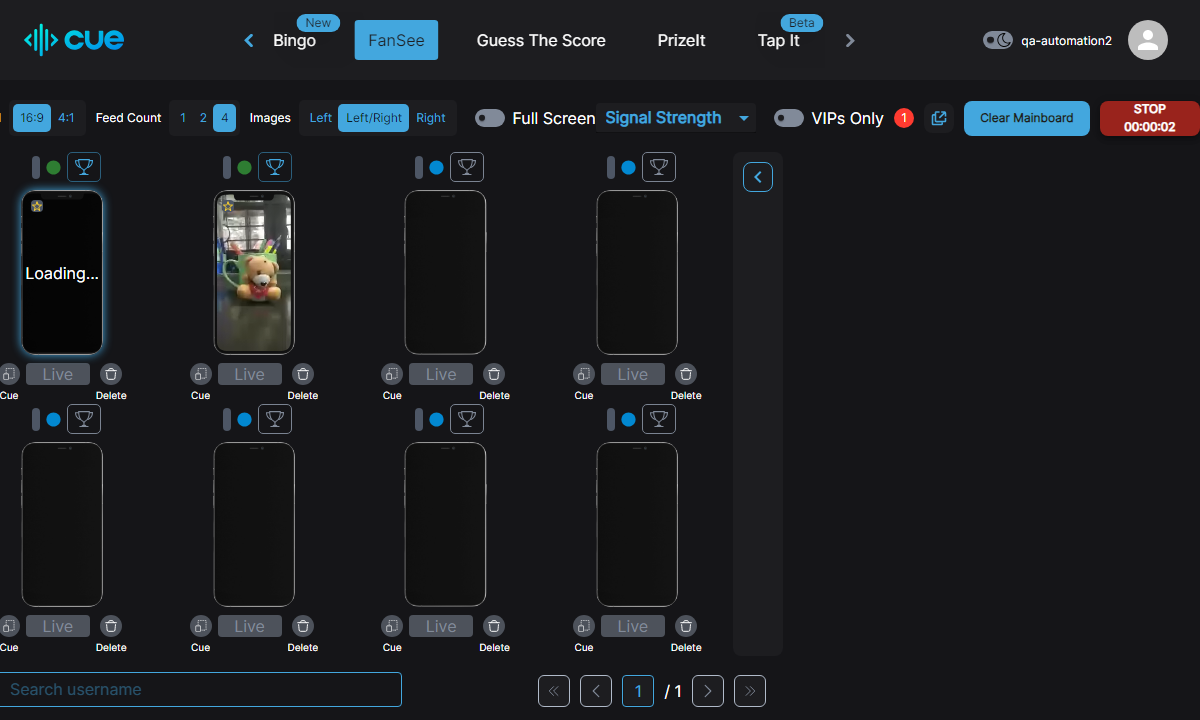 cue
New
Bingo
FanSee
Guess The Score
PrizeIt
Beta
Tap It
qa-automation2
16:9
4:1
Feed Count
1
2
4
Images
Left
Left/Right
Right
Full Screen
Signal Strength
VIPs Only
1
Clear Mainboard
STOP
00:00:02
Loading...
Live
Live
Live
Live
Cue
Delete
Cue
Delete
Cue
Delete
Cue
Delete
Live
Live
Live
Live
Cue
Delete
Cue
Delete
Cue
Delete
Cue
Delete
Search username
1
/ 1